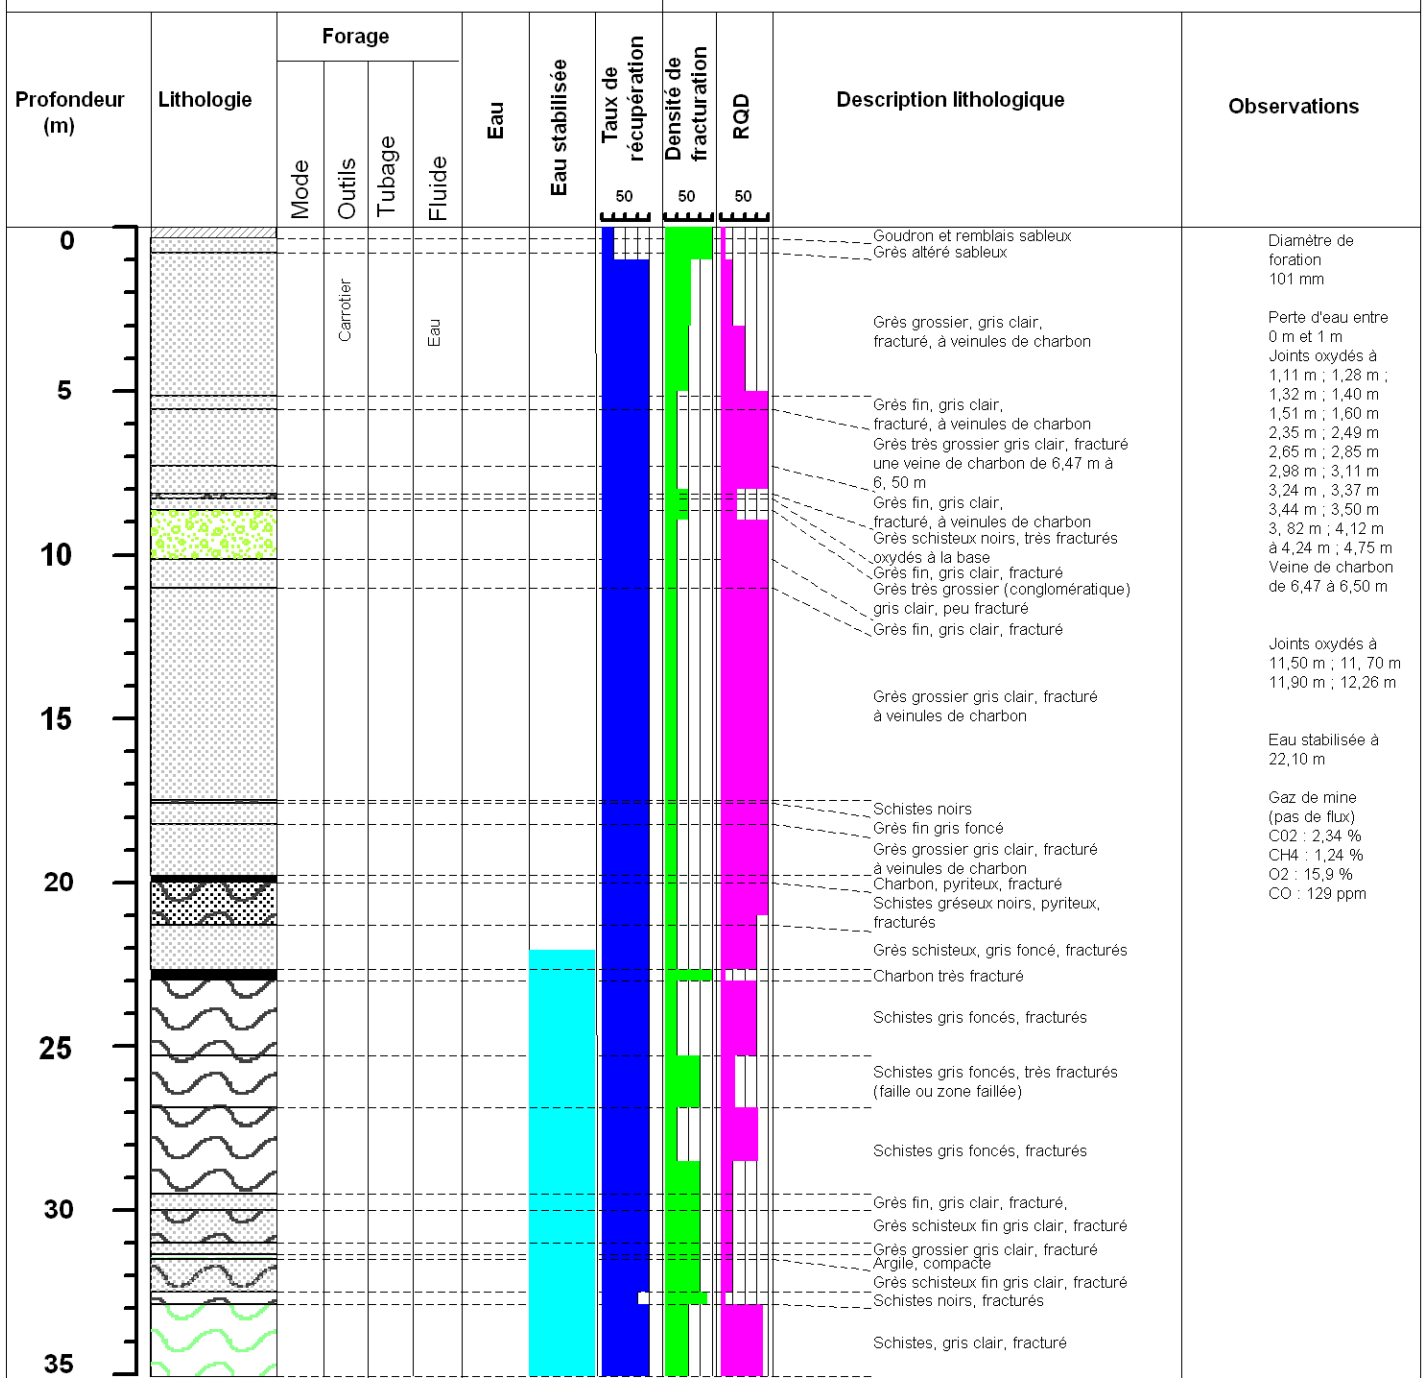 Profondeur
(m)
Lithologie
Forage
Mode
Outils
Tubage
Fluide
Eau
Eau stabilisée
Taux de
récupération
50
Densité de
fracturation
50
RQD
50
Description lithologique
Observations
0
5
10
15
20
25
30
35
Carrotier
Eau
Goudron et remblais sableux
Grès altéré sableux
Grès grossier, gris clair,
fracturé, à veinules de charbon
Grès fin, gris clair,
fracturé, à veinules de charbon
Grès très grossier gris clair, fracturé
une veine de charbon de 6,47 m à
6, 50 m
Grès fin, gris clair,
fracturé, à veinules de charbon
Grès schisteux noirs, très fracturés
oxydés à la base
Grès fin, gris clair, fracturé
Grès très grossier (conglomératique)
gris clair, peu fracturé
Grès fin, gris clair, fracturé
Grès grossier gris clair, fracturé
à veinules de charbon
Schistes noirs
Grès fin gris foncé
Grès grossier gris clair, fracturé
à veinules de charbon
Charbon, pyriteux, fracturé
Schistes gréseux noirs, pyriteux,
fracturés
Grès schisteux, gris foncé, fracturés
Charbon très fracturé
Schistes gris foncés, fracturés
Schistes gris foncés, très fracturés
(faille ou zone faillée)
Schistes gris foncés, fracturés
Grès fin, gris clair, fracturé,
Grès schisteux fin gris clair, fracturé
Grès grossier gris clair, fracturé
Argile, compacte
Grès schisteux fin gris clair, fracturé
Schistes noirs, fracturés
Schistes, gris clair, fracturé
Diamètre de
foration
101 mm
Perte d'eau entre
0 m et 1 m
Joints oxydés à
1,11 m ; 1,28 m ;
1,32 m ; 1,40 m
1,51 m ; 1,60 m
2,35 m ; 2,49 m
2,65 m ; 2,85 m
2,98 m ; 3,11 m
3,24 m , 3,37 m
3,44 m ; 3,50 m
3, 82 m ; 4,12 m
à 4,24 m ; 4,75 m
Veine de charbon
de 6,47 à 6,50 m
Joints oxydés à
11,50 m ; 11, 70 m
11,90 m ; 12,26 m
Eau stabilisée à
22,10 m
Gaz de mine
(pas de flux)
C02 : 2,34 %
CH4 : 1,24 %
O2 : 15,9 %
CO : 129 ppm